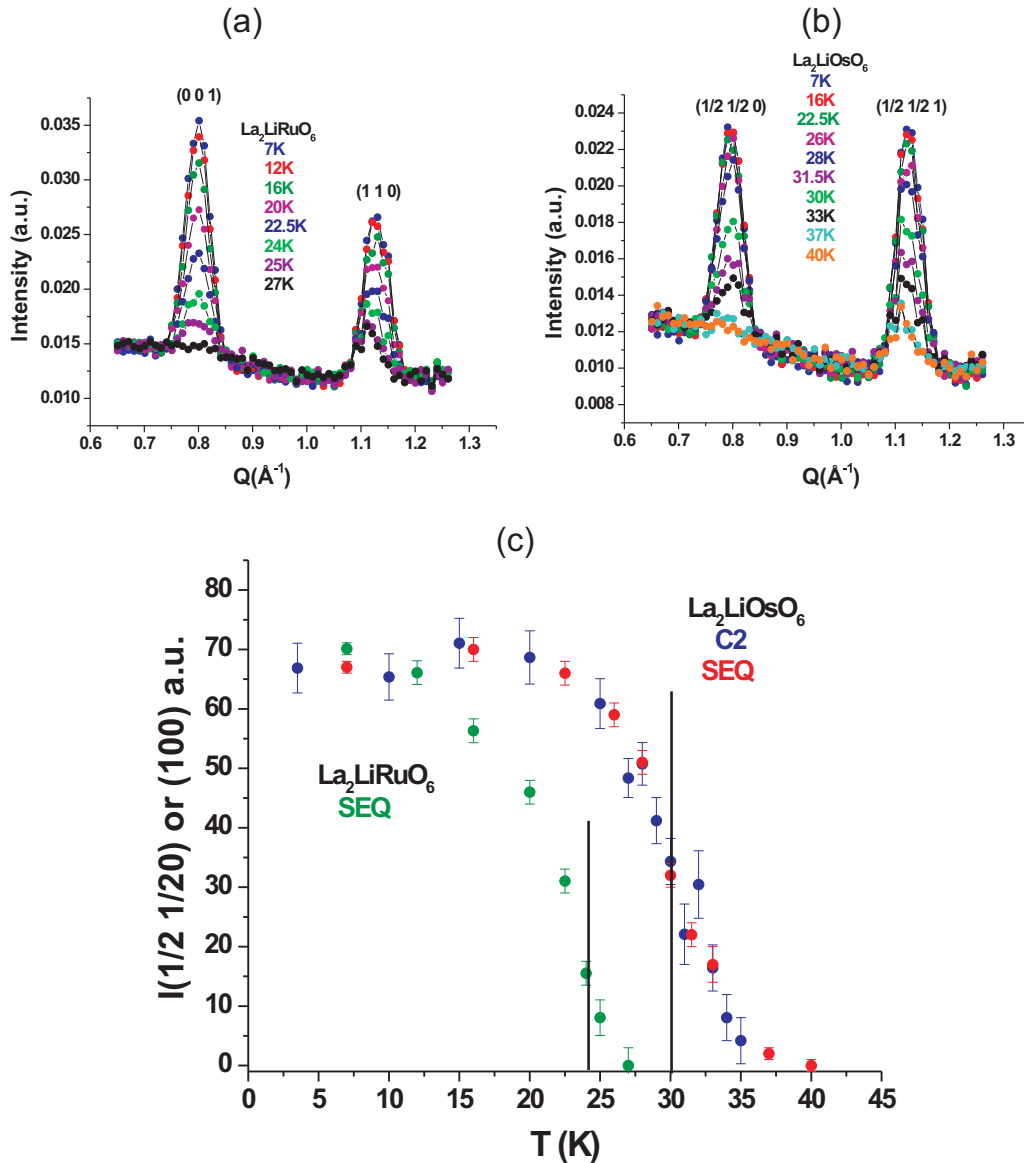 (a)
(0 0 1)
La2LiRuO6
7K
12K
16K
20K
22.5K
24K
25K
27K
(1 1 0)
0.035
0.030
0.025
0.020
0.015
0.010
Intensity (a.u.)
0.6 0.7 0.8 0.9 1.0 1.1 1.2 1.3
Q(Å-1)
(b)
La2LiOsO6
7K
16K
22.5K
26K
28K
31.5K
30K
33K
37K
40K
(1/2 1/2 0)
(1/2 1/2 1)
0.024
0.022
0.020
0.018
0.016
0.014
0.012
0.010
0.008
Intensity (a.u.)
0.6 0.7 0.8 0.9 1.0 1.1 1.2 1.3
Q(Å-1)
(c)
80
70
60
50
40
30
20
10
0
I(1/2 1/20) or (100) a.u.
La2LiOsO6
C2
SEQ
La2LiRuO6
SEQ
0 5 10 15 20 25 30 35 40 45
T (K)